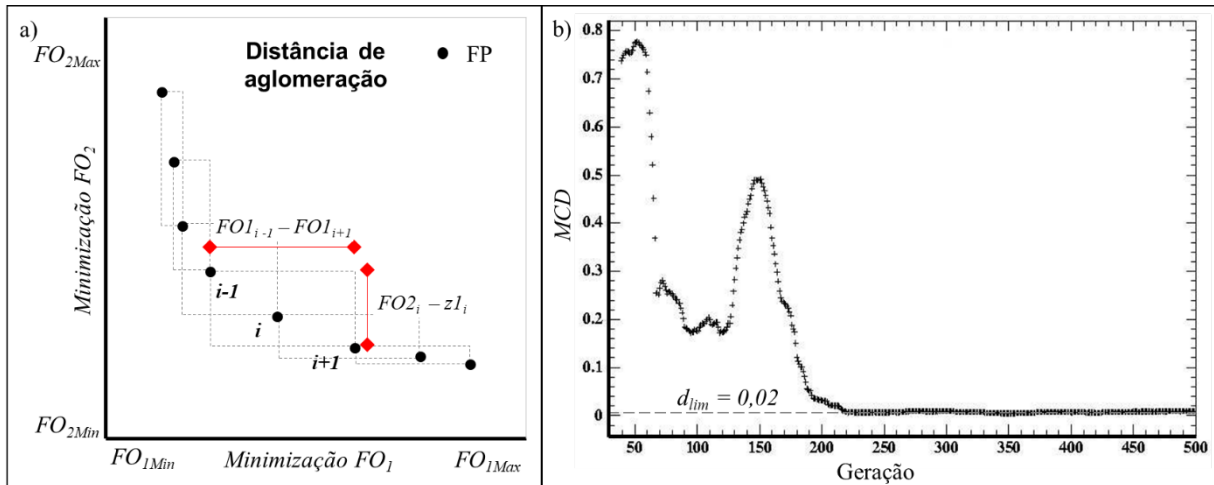 a)
Distância de
aglomeração
FP
FO2Max
Minimização FO2
FO1i-1 – FO1i+1
i-1
FO2i – z1i
i
i+1
FO2Min
FO1Min
Minimização FO1
FO1Max
b)
0.8
0.7
0.6
0.5
0.4
0.3
0.2
0.1
0
MCD
dlim = 0,02
50
100
150
200
250
300
350
400
450
500
Geração